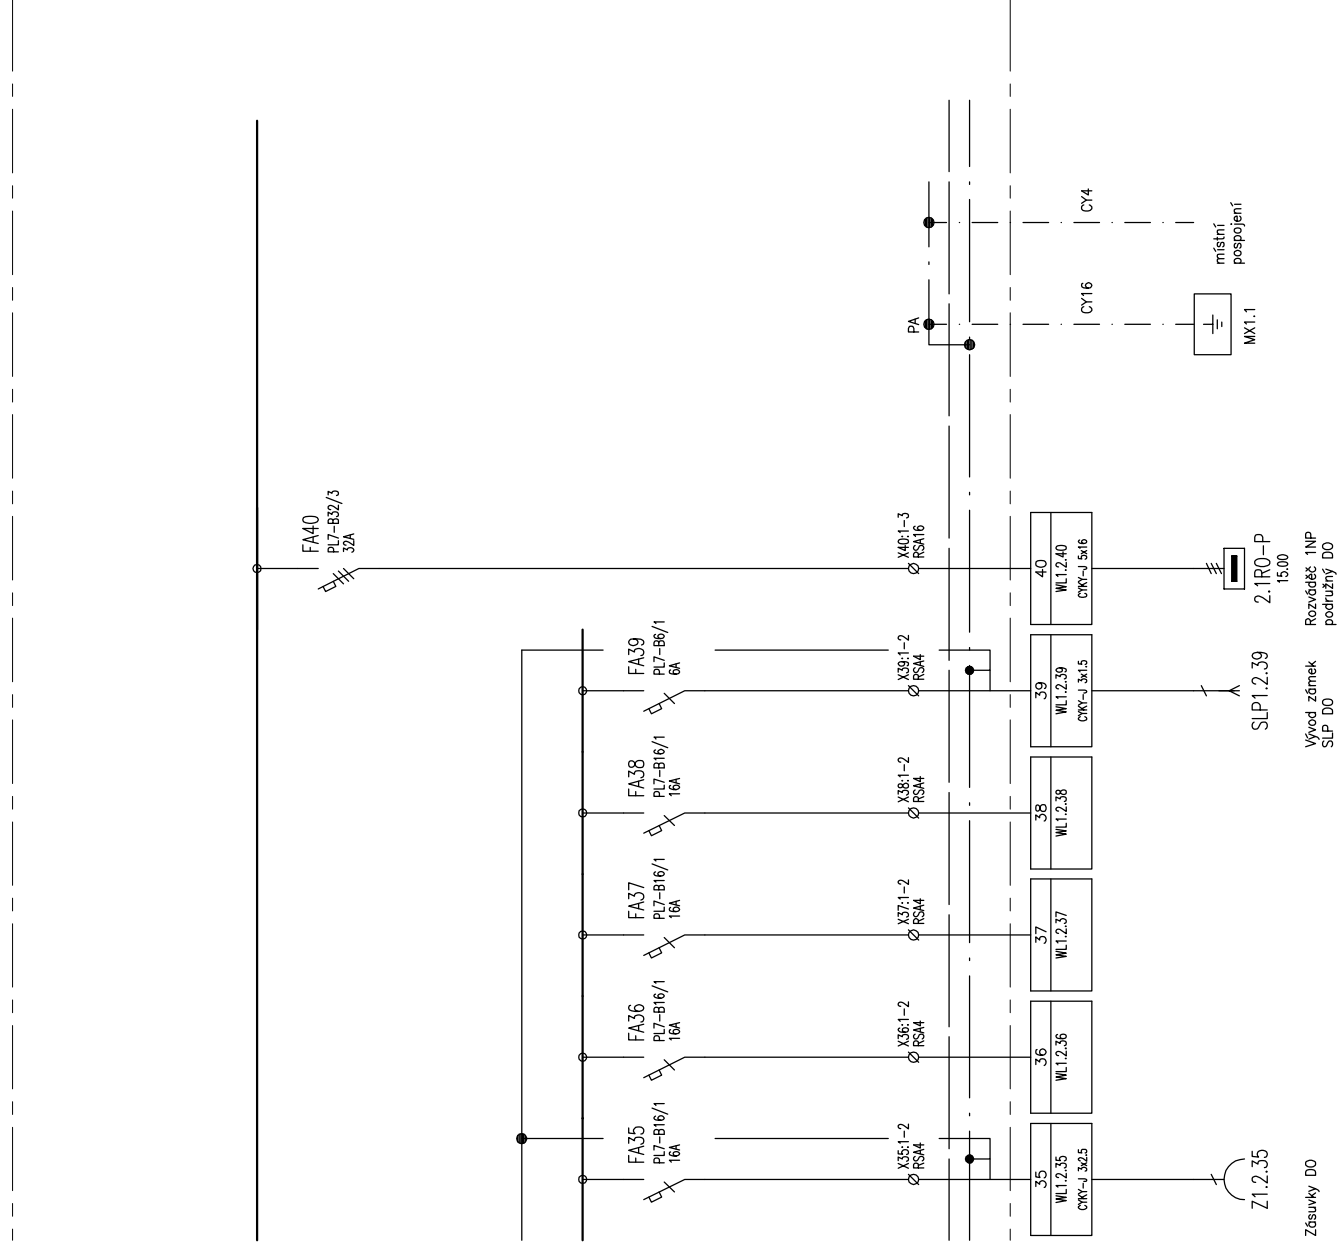 CY4
místní
pospojení
PA
CY16
MX1.1
FA40
PL7-B32/3
32A
X40:1-3
RSA16
40
WL1.2.40
CYKY-J 5x16
2.1RO-P
15.00
Rozváděč 1NP
podružný DO
FA39
PL7-B6/1
6A
X39:1-2
RSA4
39
WL1.2.39
CYKY-J 3x1.5
SLP1.2.39
Vývod zámek
SLP DO
FA38
PL7-B16/1
16A
X38:1-2
RSA4
38
WL1.2.38
FA37
PL7-B16/1
16A
X37:1-2
RSA4
37
WL1.2.37
FA36
PL7-B16/1
16A
X36:1-2
RSA4
36
WL1.2.36
FA35
PL7-B16/1
16A
X35:1-2
RSA4
35
WL1.2.35
CYKY-J 3x2.5
Z1.2.35
Zásuvky DO